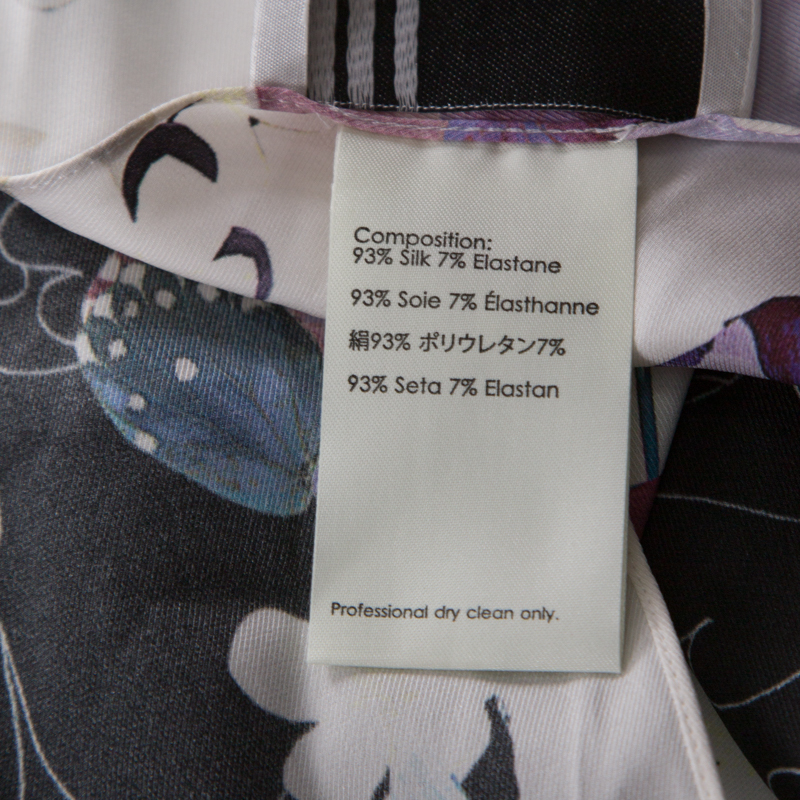 Composition:
93% Silk 7% Elastane
93% Soie 7% Élasthanne
絹93% ポリウレタン7%
93% Seta 7% Elastan
Professional dry clean only.